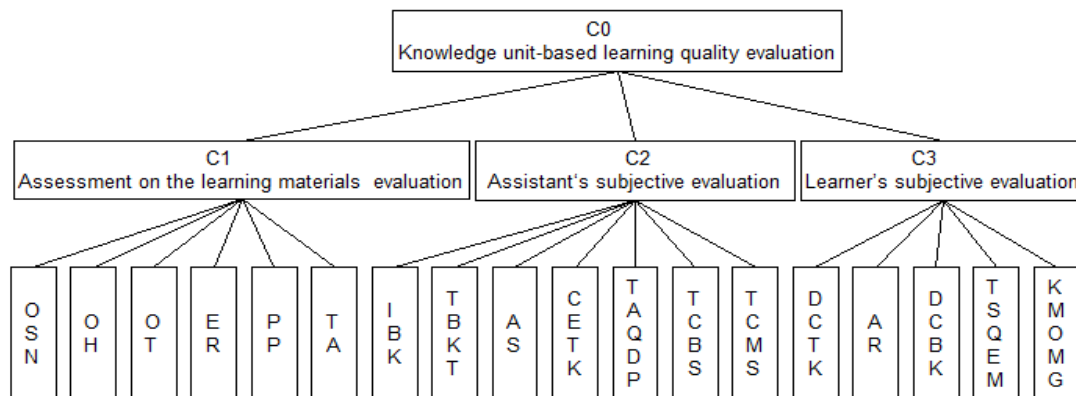 C0
Knowledge unit-based learning quality evaluation
C1
Assessment on the learning materials evaluation
C2
Assistant's subjective evaluation
C3
Learner's subjective evaluation
OSN
OH
OT
ER
PP
TA
IBK
TBKT
AS
CETK
TAQDP
TCBS
TCMS
DCTK
AR
DCBK
TSQEM
KMOMG